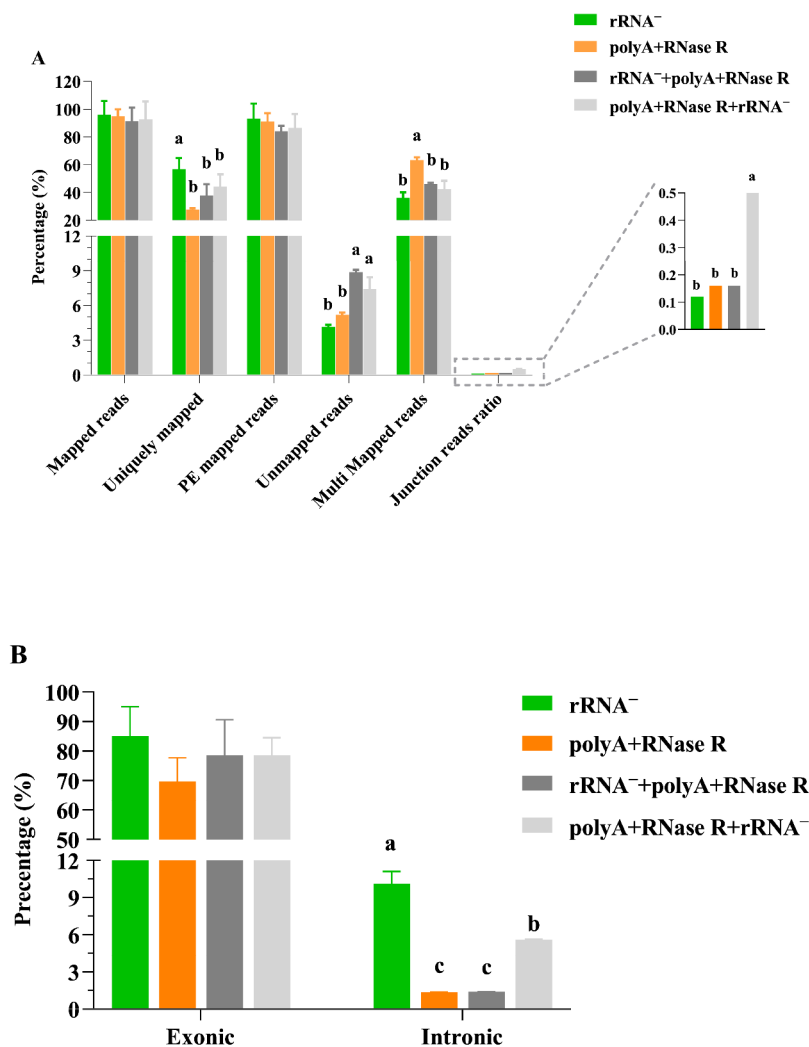 rRNA⁻
polyA+RNase R
rRNA⁻+polyA+RNase R
polyA+RNase R+rRNA⁻
A
Percentage (%)
120
100
80
60
40
20
12
9
6
3
0
a
b
b
b
b
b
a
a
b
a
b
b
Mapped reads
Uniquely mapped
PE mapped reads
Unmapped reads
Multi Mapped reads
Junction reads ratio
0.5
0.4
0.3
0.2
0.1
0.0
b
b
b
a
B
Precentage (%)
100
90
80
70
60
50
12
9
6
3
0
a
c
c
b
Exonic
Intronic
rRNA⁻
polyA+RNase R
rRNA⁻+polyA+RNase R
polyA+RNase R+rRNA⁻